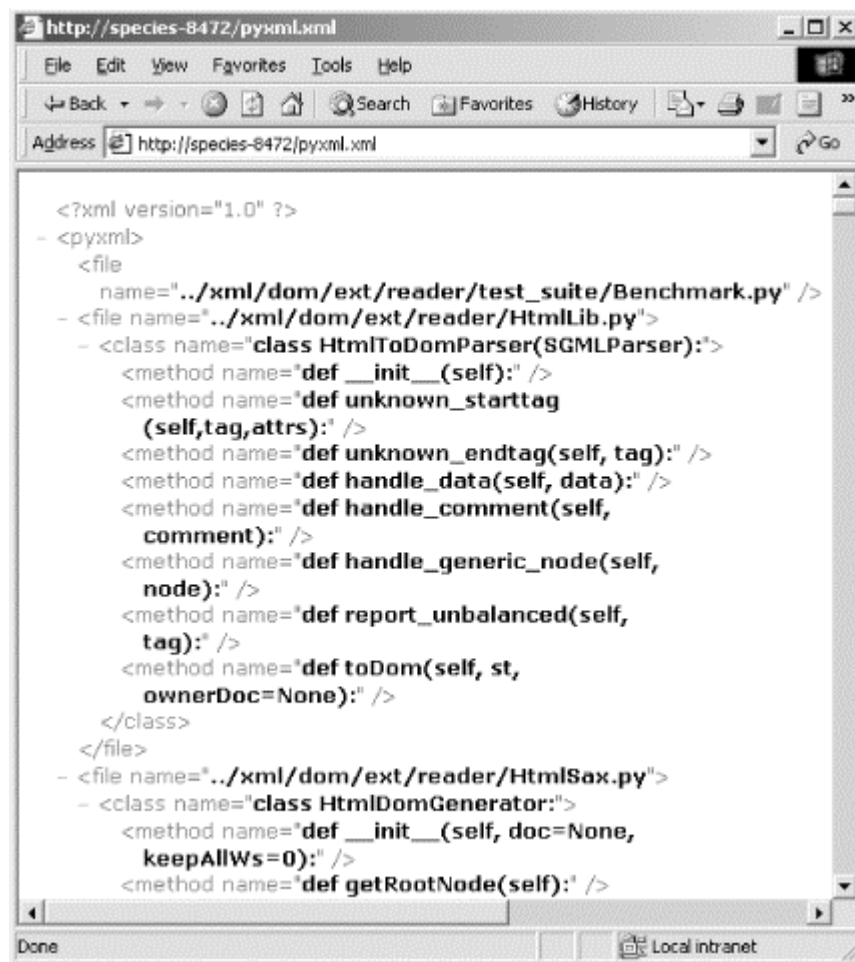 http://species-8472/pyxml.xml
File Edit View Favorites Tools Help
Back Search Favorites History »
Address http://species-8472/pyxml.xml Go
<?xml version="1.0" ?>
- <pyxml>
<file
name="../xml/dom/ext/reader/test_suite/Benchmark.py" />
- <file name="../xml/dom/ext/reader/HtmlLib.py">
- <class name="class HtmlToDomParser(SGMLParser):">
<method name="def __init__(self):" />
<method name="def unknown_starttag
(self,tag,attrs):" />
<method name="def unknown_endtag(self, tag):" />
<method name="def handle_data(self, data):" />
<method name="def handle_comment(self,
comment):" />
<method name="def handle_generic_node(self,
node):" />
<method name="def report_unbalanced(self,
tag):" />
<method name="def toDom(self, st,
ownerDoc=None):" />
</class>
</file>
- <file name="../xml/dom/ext/reader/HtmlSax.py">
- <class name="class HtmlDomGenerator:">
<method name="def __init__(self, doc=None,
keepAllWs=0):" />
<method name="def getRootNode(self):" />
Done Local intranet